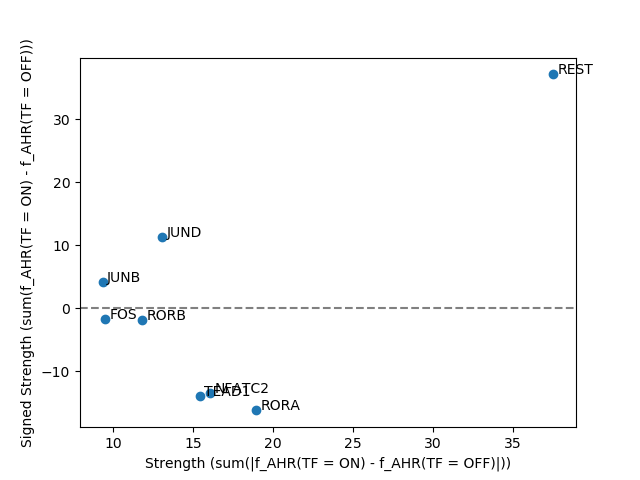 Signed Strength (sum(f_AHR(TF = ON) - f_AHR(TF = OFF)))
30
20
10
0
−10
REST
JUND
JUNB
FOS
RORB
NFATC2
TEAD1
RORA
10
15
20
25
30
35
Strength (sum(|f_AHR(TF = ON) - f_AHR(TF = OFF)|))